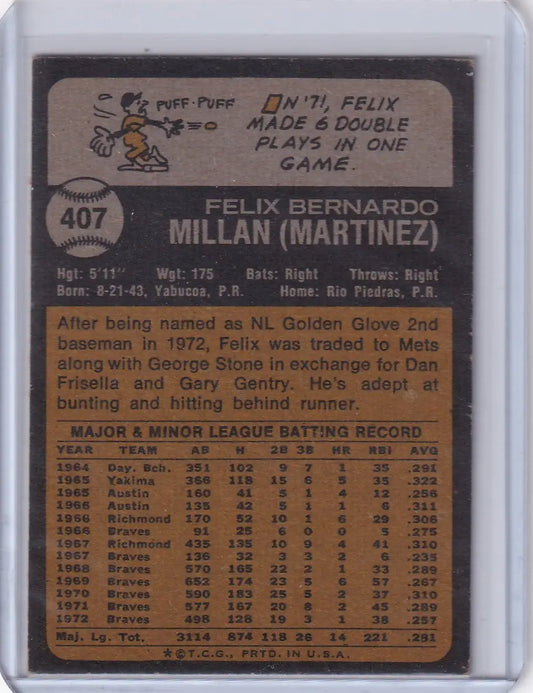 PUFF-PUFF
IN '71, FELIX
MADE 6 DOUBLE
PLAYS IN ONE
GAME.
407
FELIX BERNARDO
MILLAN (MARTINEZ)
Hgt: 5'11" Wgt: 175 Bats: Right Throws: Right
Born: 8-21-43, Yabucoa, P.R. Home: Rio Piedras, P.R.
After being named as NL Golden Glove 2nd
baseman in 1972, Felix was traded to Mets
along with George Stone in exchange for Dan
Frisella and Gary Gentry. He's adept at
bunting and hitting behind runner.
MAJOR & MINOR LEAGUE BATTING RECORD
YEAR TEAM AB H 2B 3B HR RBI AVG
1964 Day. Bch. 351 102 9 7 1 35 .291
1965 Yakima 366 118 15 6 5 35 .322
1965 Austin 160 41 5 1 4 12 .256
1966 Austin 135 42 5 1 1 6 .311
1966 Richmond 170 52 10 1 6 29 .306
1966 Braves 91 25 6 0 0 5 .275
1967 Richmond 435 135 10 9 4 41 .310
1967 Braves 136 32 3 3 2 6 .235
1968 Braves 570 165 22 2 1 33 .289
1969 Braves 652 174 23 5 6 57 .267
1970 Braves 590 183 25 5 2 37 .310
1971 Braves 577 167 20 8 2 45 .289
1972 Braves 498 128 19 3 1 38 .257
Maj. Lg. Tot. 3114 874 118 26 14 221 .281
*©T.C.G., PRTD. IN U.S.A.